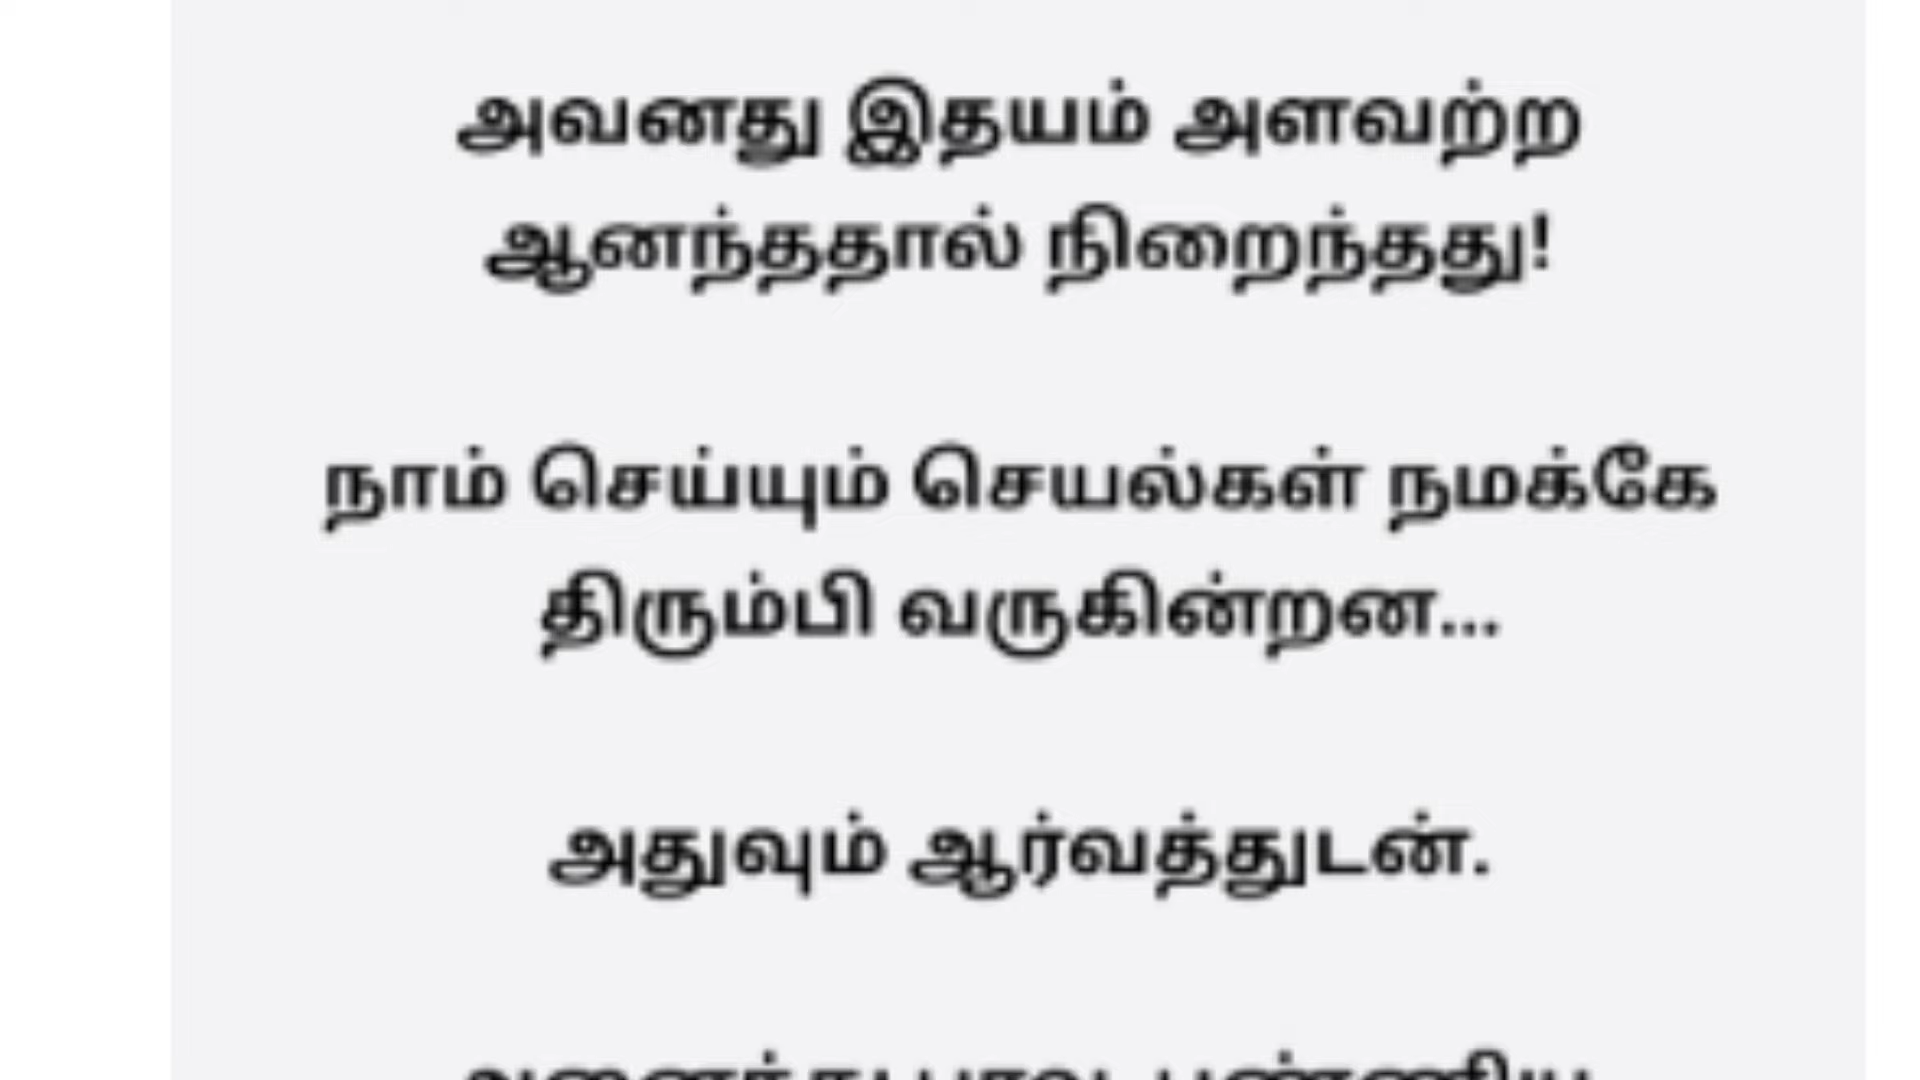 அவனது இதயம் அளவற்ற
ஆனந்ததால் நிறைந்தது!
நாம் செய்யும் செயல்கள் நமக்கே
திரும்பி வருகின்றன...
அதுவும் ஆர்வத்துடன்.